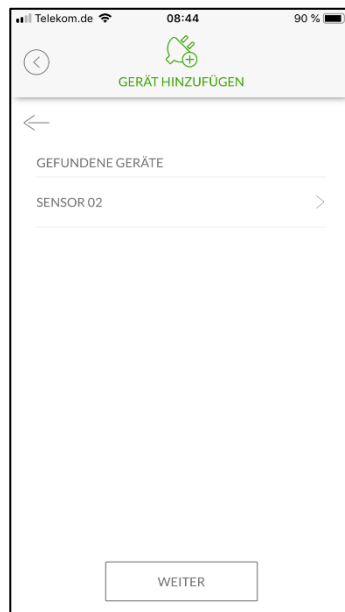 Telekom.de 08:44 90 %
GERÄT HINZUFÜGEN
GEFUNDENE GERÄTE
SENSOR 02
WEITER